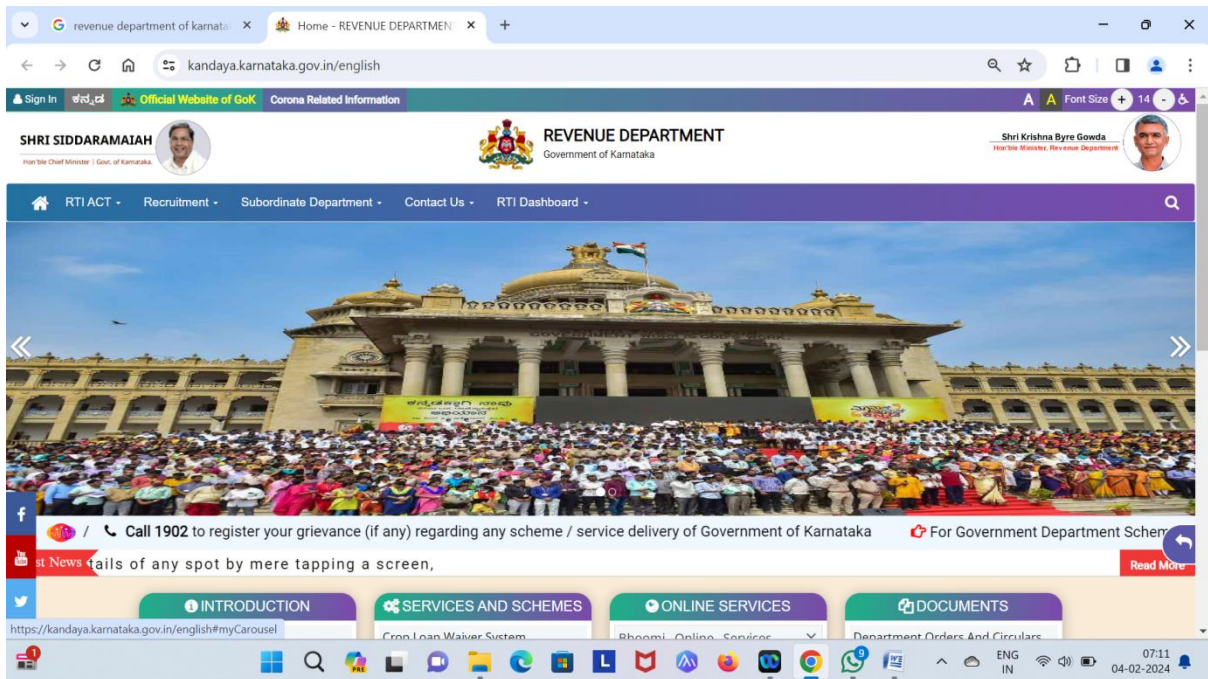 revenue department of karnata
Home - REVENUE DEPARTMENT
kandaya.karnataka.gov.in/english
Sign In ಕನ್ನಡ Official Website of GoK Corona Related Information A A Font Size + 14 -
SHRI SIDDARAMAIAH
Hon'ble Chief Minister | Govt. of Karnataka.
REVENUE DEPARTMENT
Government of Karnataka
Shri Krishna Byre Gowda
Hon'ble Minister, Revenue Department
RTI ACT Recruitment Subordinate Department Contact Us RTI Dashboard
GOVERNMENT WORK IS GOD'S WORK
/ Call 1902 to register your grievance (if any) regarding any scheme / service delivery of Government of Karnataka For Government Department Schem
st News tails of any spot by mere tapping a screen, Read More
INTRODUCTION SERVICES AND SCHEMES ONLINE SERVICES DOCUMENTS
Crop Loan Waiver System Bhoomi Online Services Department Orders And Circulars
https://kandaya.karnataka.gov.in/english#myCarousel
ENG
IN
07:11
04-02-2024